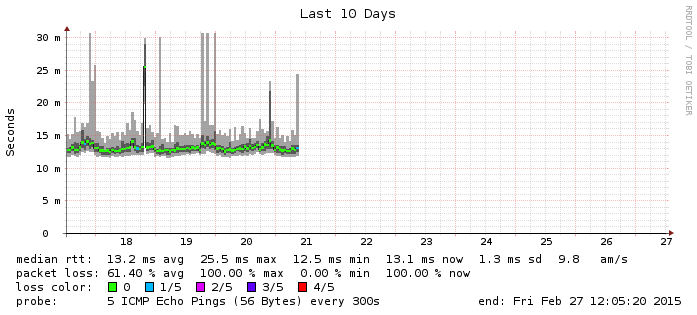 Last 10 Days
RRDTOOL / TOBI OETIKER
Seconds
30 m
25 m
20 m
15 m
10 m
5 m
0
18 19 20 21 22 23 24 25 26 27
median rtt: 13.2 ms avg 25.5 ms max 12.5 ms min 13.1 ms now 1.3 ms sd 9.8 am/s
packet loss: 61.40 % avg 100.00 % max 0.00 % min 100.00 % now
loss color: 0 1/5 2/5 3/5 4/5
probe: 5 ICMP Echo Pings (56 Bytes) every 300s end: Fri Feb 27 12:05:20 2015